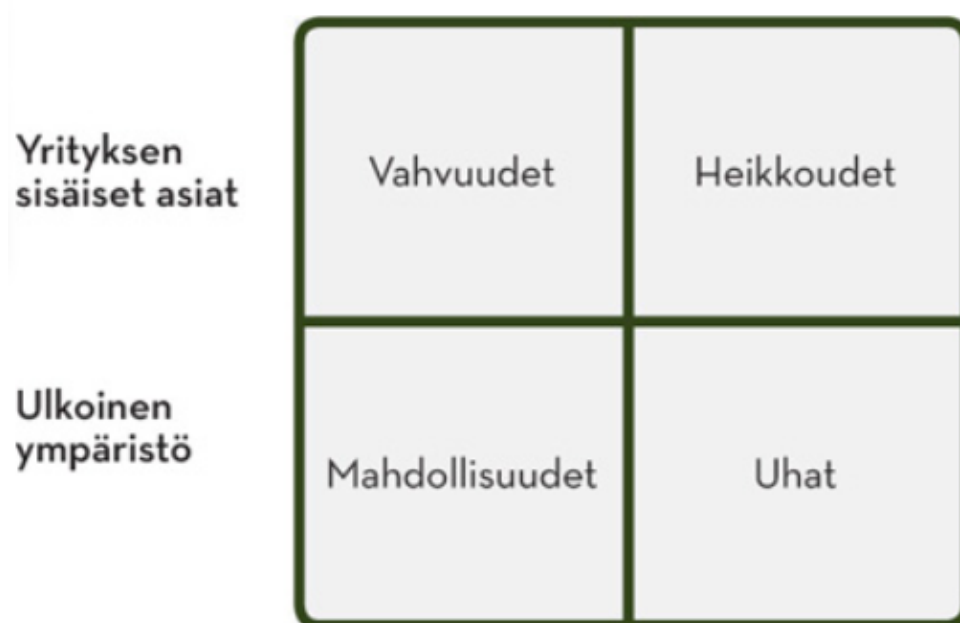 Yrityksen
sisäiset asiat
Vahvuudet
Heikkoudet
Ulkoinen
ympäristö
Mahdollisuudet
Uhat